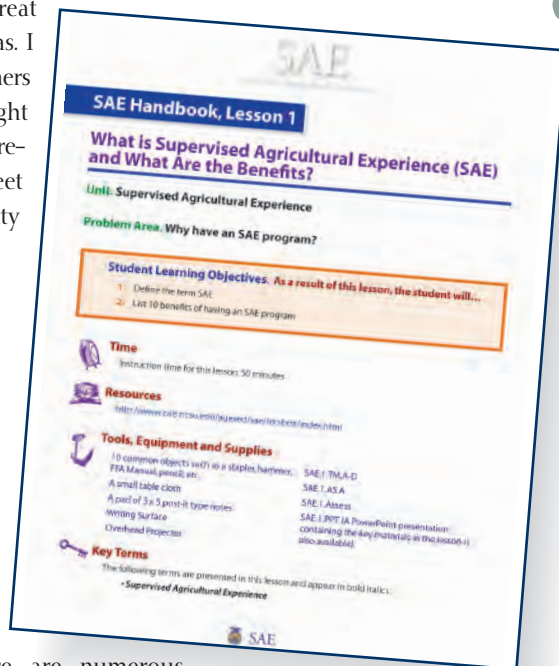 reat
as. I
ners
ght
re-
eet
ty
SAE
SAE Handbook, Lesson 1
What is Supervised Agricultural Experience (SAE)
and What Are the Benefits?
Unit. Supervised Agricultural Experience
Problem Area. Why have an SAE program?
Student Learning Objectives. As a result of this lesson, the student will...
1. Define the term SAE
2. List 10 benefits of having an SAE program
Time
Instruction time for this lesson: 50 minutes
Resources
Tools, Equipment and Supplies
10 common objects such as a stapler, hammer,
FFA Manual, pencil, etc.
A small table cloth
A pad of 3 x 5 post-it type notes
Writing Surface
Overhead Projector
SAE.1.TM.A-D
SAE.1.AS.A
SAE.1.Assess
SAE.1.PPT (A PowerPoint presentation
containing the key materials in the lesson is
also available)
Key Terms
The following terms are presented in this lesson and appear in bold italics:
• Supervised Agricultural Experience
SAE
are numerous